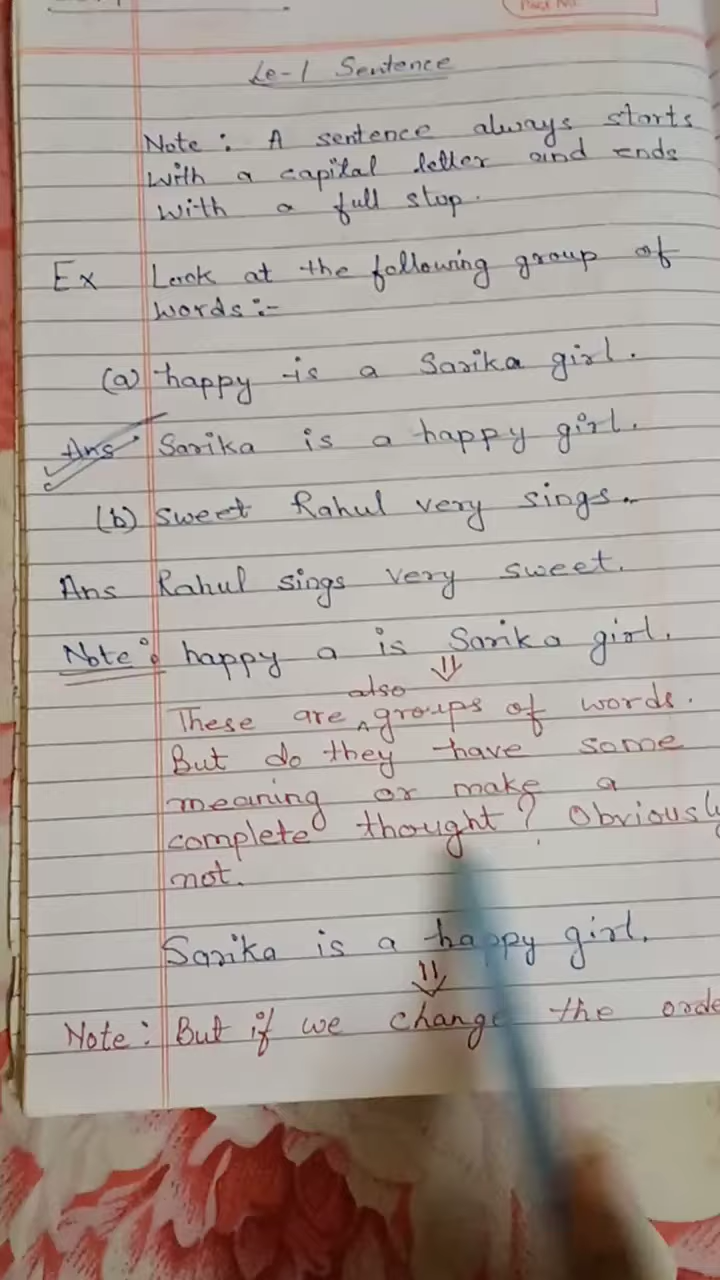 Page No.
Le-1 Sentence
Note: A sentence always starts
with a capital letter and ends
with a full stop.
Ex Look at the following group of
words:-
(a) happy is a Sarika girl.
Ans Sarika is a happy girl.
(b) sweet Rahul very sings.
Ans Rahul sings very sweet.
Note: happy a is Sarika girl.
⇓
also
These are ^ groups of words.
But do they have some
meaning or make a
complete thought? Obviously
not.
Sarika is a happy girl.
⇓
Note: But if we change the orde